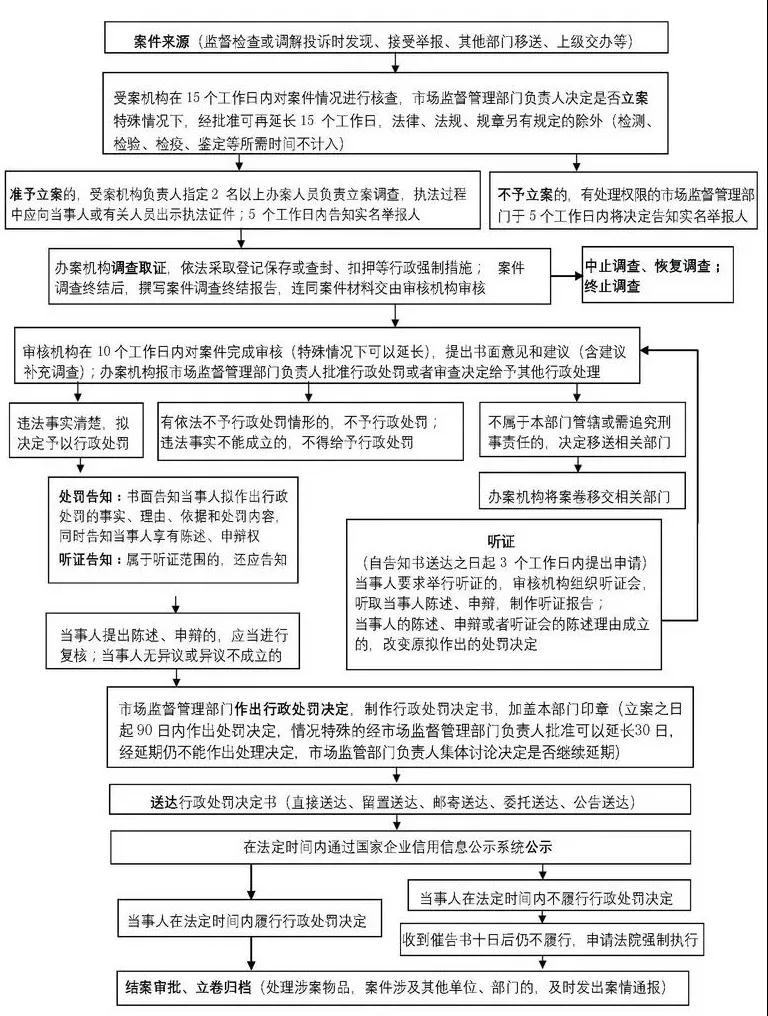 案件来源（监督检查或调解投诉时发现、接受举报、其他部门移送、上级交办等）
受案机构在 15 个工作日内对案件情况进行核查，市场监督管理部门负责人决定是否立案
特殊情况下，经批准可再延长 15 个工作日，法律、法规、规章另有规定的除外（检测、
检验、检疫、鉴定等所需时间不计入）
准予立案的，受案机构负责人指定 2 名以上办案人员负责立案调查，执法过程
中应向当事人或有关人员出示执法证件；5 个工作日内告知实名举报人
不予立案的，有处理权限的市场监督管理部
门于 5 个工作日内将决定告知实名举报人
办案机构调查取证，依法采取登记保存或查封、扣押等行政强制措施； 案件
调查终结后，撰写案件调查终结报告，连同案件材料交由审核机构审核
中止调查、恢复调查；
终止调查
审核机构在 10 个工作日内对案件完成审核（特殊情况下可以延长），提出书面意见和建议（含建议
补充调查）；办案机构报市场监督管理部门负责人批准行政处罚或者审查决定给予其他行政处理
违法事实清楚，拟
决定予以行政处罚
有依法不予行政处罚情形的，不予行政处罚；
违法事实不能成立的，不得给予行政处罚
不属于本部门管辖或需追究刑
事责任的，决定移送相关部门
办案机构将案卷移交相关部门
处罚告知：书面告知当事人拟作出行政
处罚的事实、理由、依据和处罚内容，
同时告知当事人享有陈述、申辩权
听证告知：属于听证范围的，还应告知
听证
（自告知书送达之日起 3 个工作日内提出申请）
当事人要求举行听证的，审核机构组织听证会，
听取当事人陈述、申辩，制作听证报告；
当事人的陈述、申辩或者听证会的陈述理由成立
的，改变原拟作出的处罚决定
当事人提出陈述、申辩的，应当进行
复核；当事人无异议或异议不成立的
市场监督管理部门作出行政处罚决定，制作行政处罚决定书，加盖本部门印章（立案之日
起 90 日内作出处罚决定，情况特殊的经市场监督管理部门负责人批准可以延长30 日，
经延期仍不能作出处理决定，市场监管部门负责人集体讨论决定是否继续延期）
送达行政处罚决定书（直接送达、留置送达、邮寄送达、委托送达、公告送达）
在法定时间内通过国家企业信用信息公示系统公示
当事人在法定时间内履行行政处罚决定
当事人在法定时间内不履行行政处罚决定
收到催告书十日后仍不履行，申请法院强制执行
结案审批、立卷归档（处理涉案物品，案件涉及其他单位、部门的，及时发出案情通报）